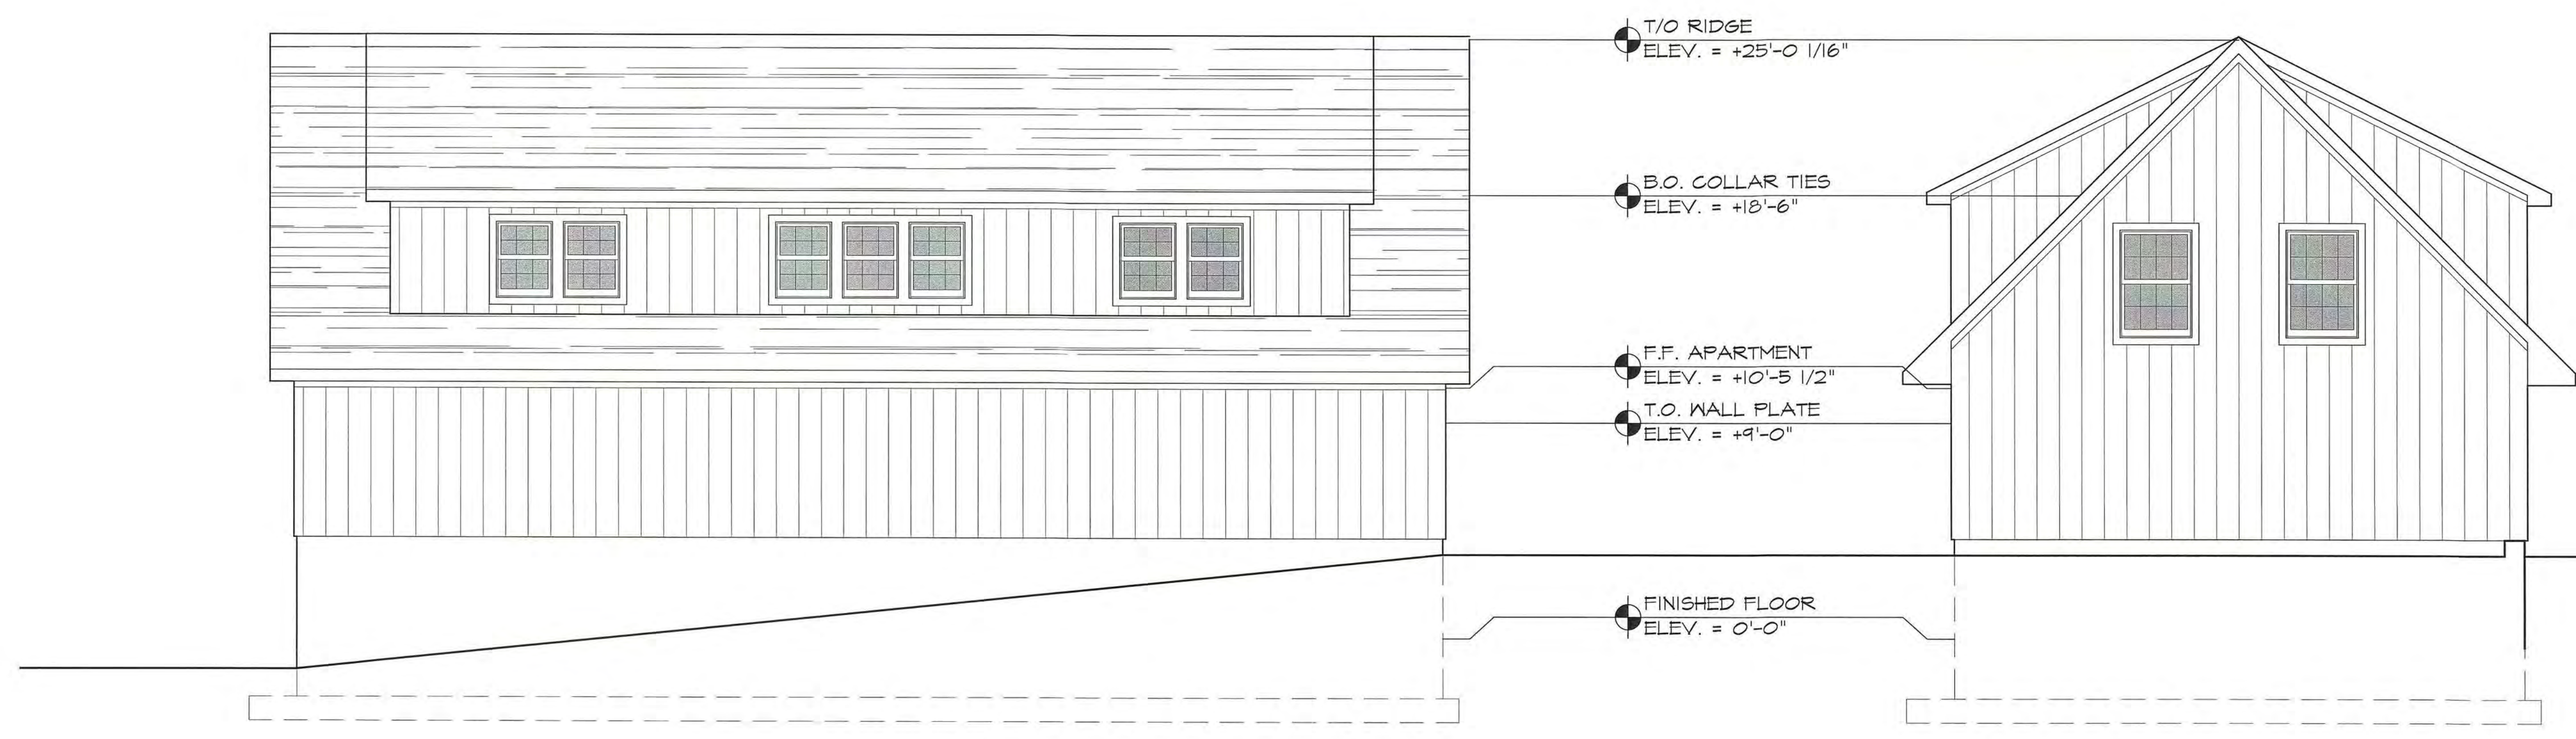 T/O RIDGE
ELEV. = +25'-0 1/16"
B.O. COLLAR TIES
ELEV. = +18'-6"
F.F. APARTMENT
ELEV. = +10'-5 1/2"
T.O. WALL PLATE
ELEV. = +9'-0"
FINISHED FLOOR
ELEV. = 0'-0"